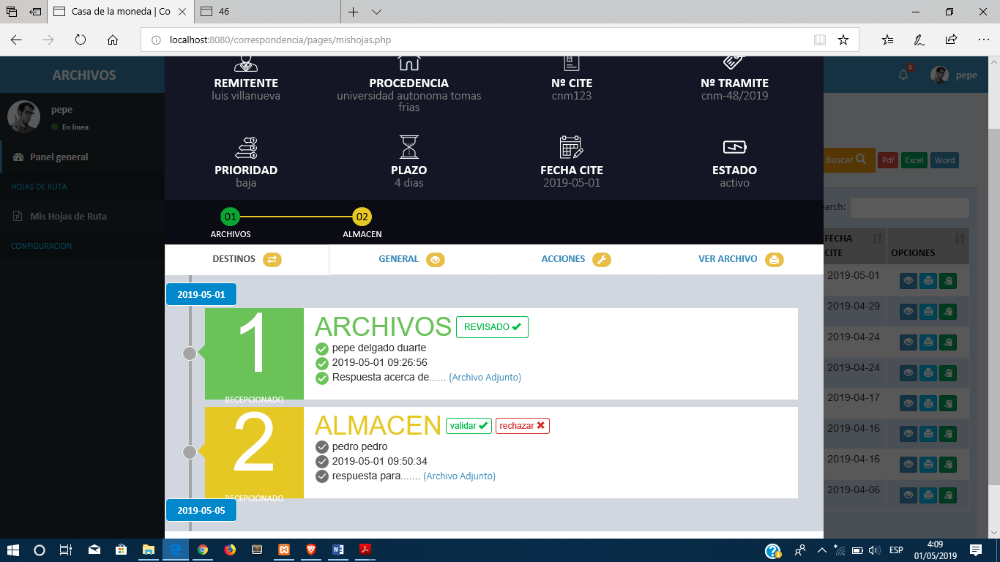 Casa de la moneda | Co
46
localhost:8080/correspondencia/pages/mishojas.php
ARCHIVOS
0
pepe
pepe
En linea
Panel general
HOJAS DE RUTA
Mis Hojas de Ruta
CONFIGURACION
REMITENTE
luis villanueva
PROCEDENCIA
universidad autonoma tomas
frias
Nº CITE
cnm123
Nº TRAMITE
cnm-48/2019
PRIORIDAD
baja
PLAZO
4 dias
FECHA CITE
2019-05-01
ESTADO
activo
01
02
ARCHIVOS
ALMACEN
DESTINOS
GENERAL
ACCIONES
VER ARCHIVO
2019-05-01
1
RECEPCIONADO
ARCHIVOS REVISADO
pepe delgado duarte
2019-05-01 09:26:56
Respuesta acerca de...... (Archivo Adjunto)
2
RECEPCIONADO
ALMACEN validar rechazar
pedro pedro
2019-05-01 09:50:34
respuesta para....... (Archivo Adjunto)
2019-05-05
Buscar
Pdf
Excel
Word
earch:
FECHA
CITE
OPCIONES
2019-05-01
2019-04-29
2019-04-24
2019-04-24
2019-04-17
2019-04-16
2019-04-16
2019-04-06
ESP
4:09
01/05/2019